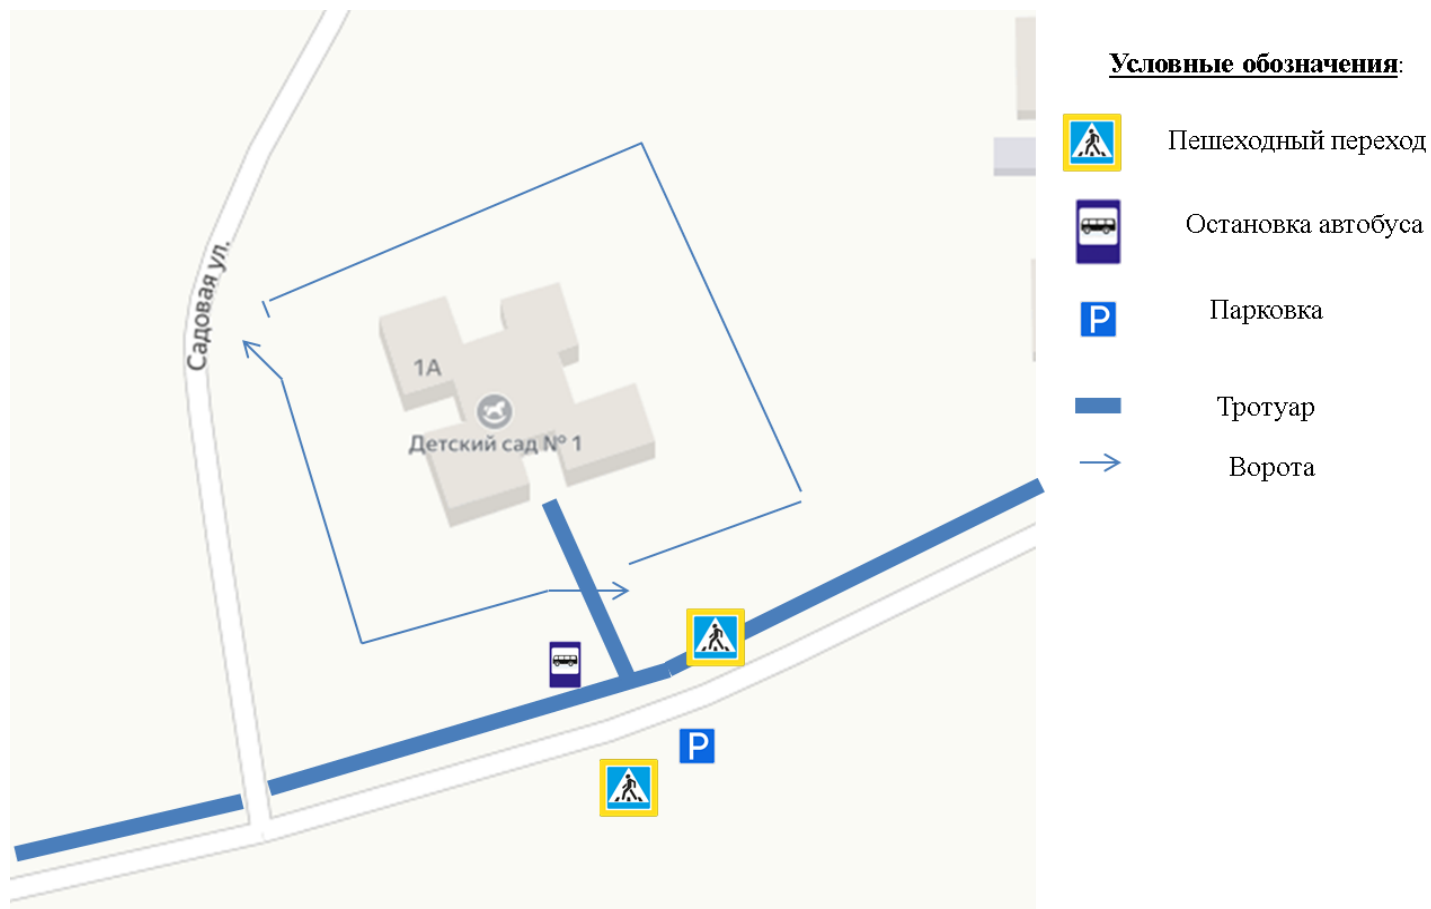 Условные обозначения:
Пешеходный переход
Остановка автобуса
P
Парковка
Тротуар
Ворота
Садовая ул.
1А
Детский сад № 1
P